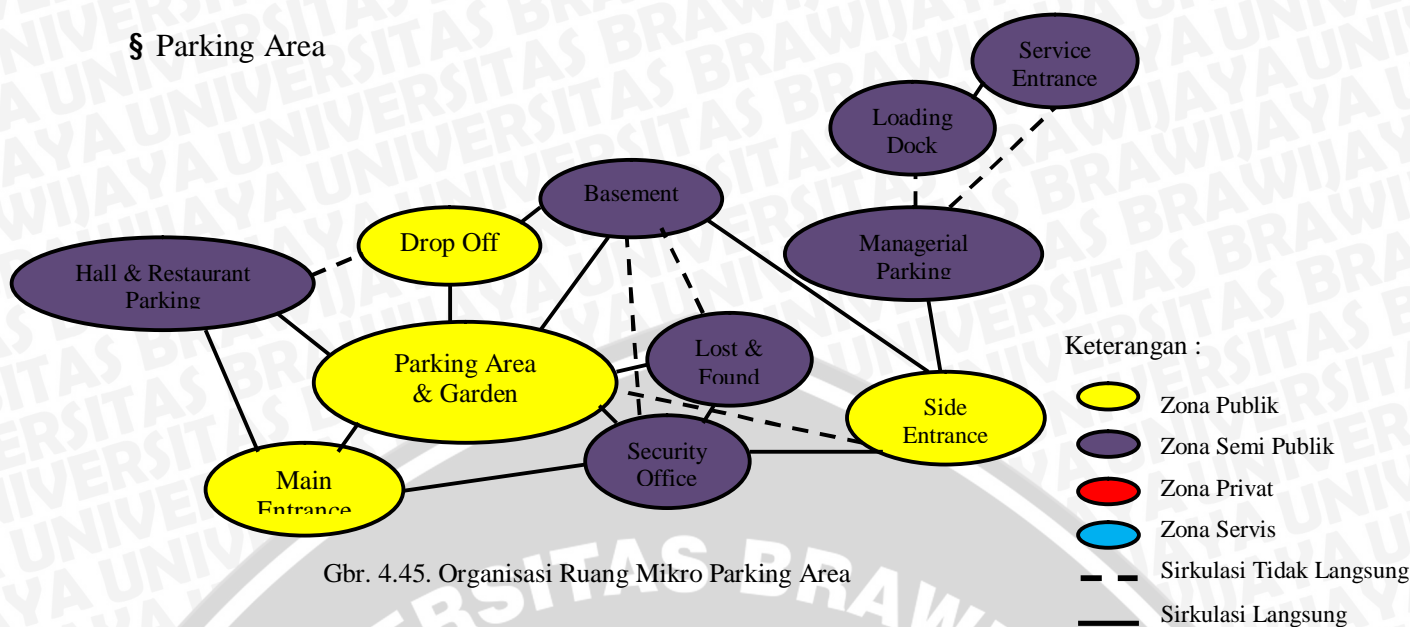 § Parking Area
Service
Entrance
Loading
Dock
Basement
Drop Off
Managerial
Parking
Hall & Restaurant
Parking
Parking Area
& Garden
Lost &
Found
Side
Entrance
Security
Office
Main
Entrance
Keterangan :
Zona Publik
Zona Semi Publik
Zona Privat
Zona Servis
Sirkulasi Tidak Langsung
Sirkulasi Langsung
Gbr. 4.45. Organisasi Ruang Mikro Parking Area